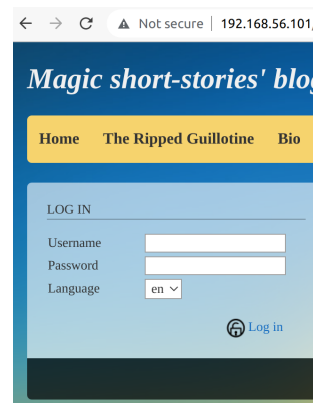 Not secure | 192.168.56.101
Magic short-stories' blog
Home The Ripped Guillotine Bio
LOG IN
Username
Password
Language en
Log in